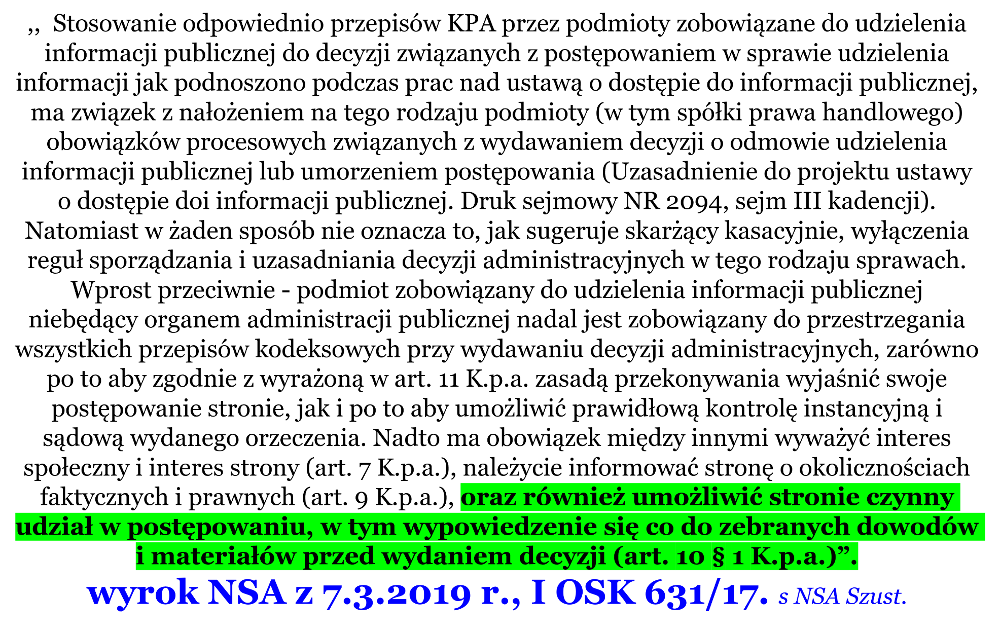 ,,  Stosowanie odpowiednio przepisów KPA przez podmioty zobowiązane do udzielenia
informacji publicznej do decyzji związanych z postępowaniem w sprawie udzielenia
informacji jak podnoszono podczas prac nad ustawą o dostępie do informacji publicznej,
ma związek z nałożeniem na tego rodzaju podmioty (w tym spółki prawa handlowego)
obowiązków procesowych związanych z wydawaniem decyzji o odmowie udzielenia
informacji publicznej lub umorzeniem postępowania (Uzasadnienie do projektu ustawy
o dostępie doi informacji publicznej. Druk sejmowy NR 2094, sejm III kadencji).
Natomiast w żaden sposób nie oznacza to, jak sugeruje skarżący kasacyjnie, wyłączenia
reguł sporządzania i uzasadniania decyzji administracyjnych w tego rodzaju sprawach.
Wprost przeciwnie - podmiot zobowiązany do udzielenia informacji publicznej
niebędący organem administracji publicznej nadal jest zobowiązany do przestrzegania
wszystkich przepisów kodeksowych przy wydawaniu decyzji administracyjnych, zarówno
po to aby zgodnie z wyrażoną w art. 11 K.p.a. zasadą przekonywania wyjaśnić swoje
postępowanie stronie, jak i po to aby umożliwić prawidłową kontrolę instancyjną i
sądową wydanego orzeczenia. Nadto ma obowiązek między innymi wyważyć interes
społeczny i interes strony (art. 7 K.p.a.), należycie informować stronę o okolicznościach
faktycznych i prawnych (art. 9 K.p.a.), oraz również umożliwić stronie czynny
udział w postępowaniu, w tym wypowiedzenie się co do zebranych dowodów
i materiałów przed wydaniem decyzji (art. 10 § 1 K.p.a.)”.
wyrok NSA z 7.3.2019 r., I OSK 631/17. s NSA Szust.